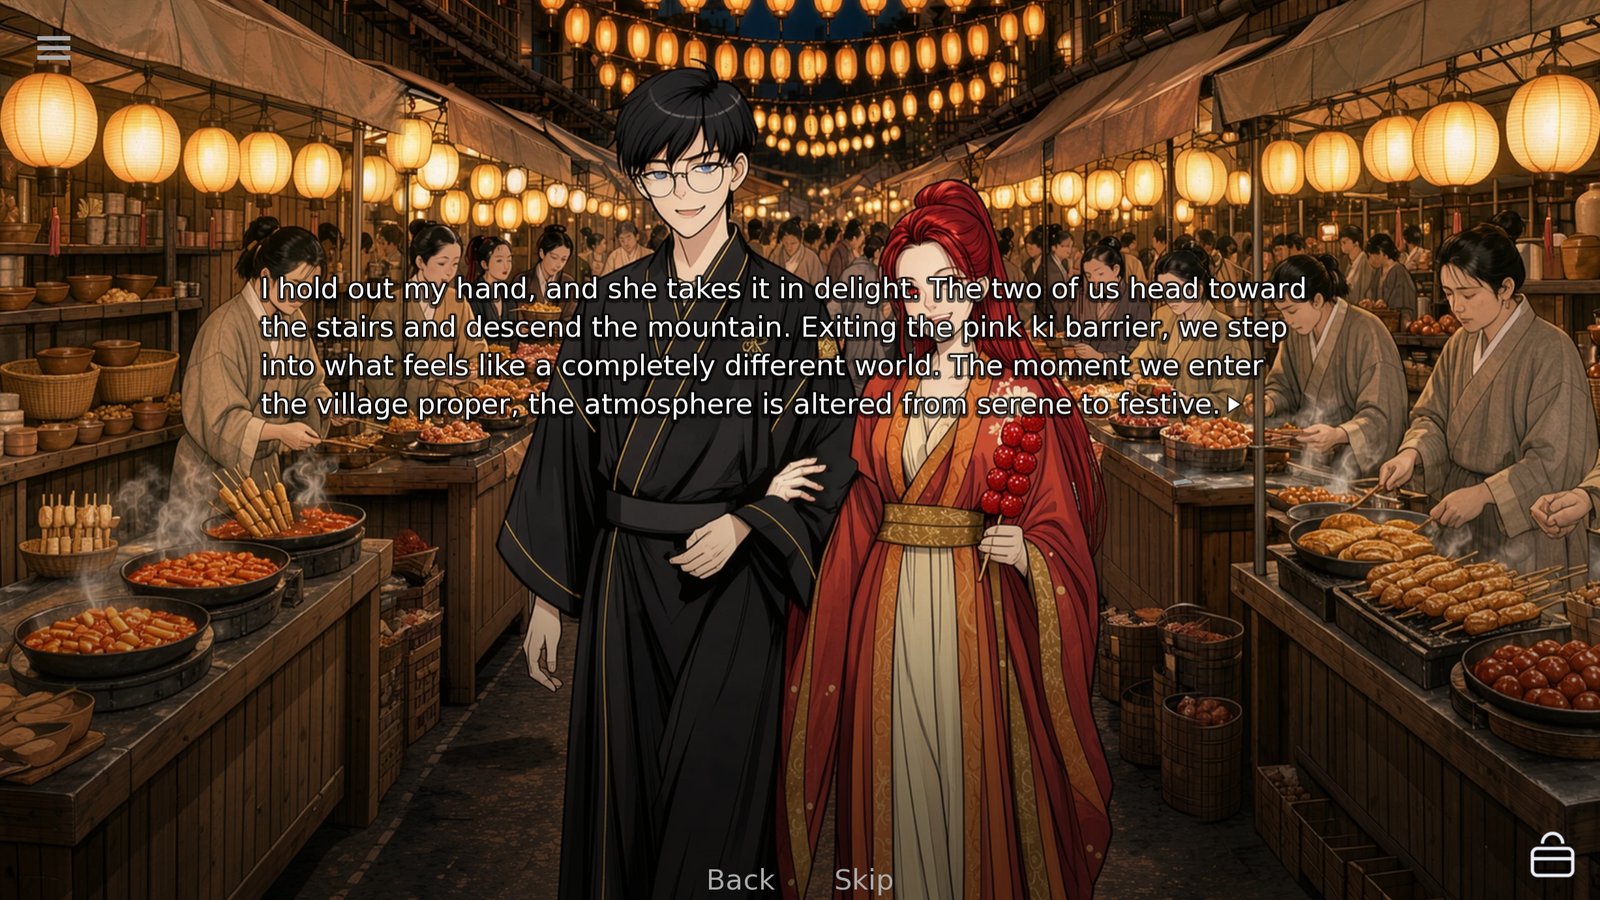 I hold out my hand, and she takes it in delight. The two of us head toward
the stairs and descend the mountain. Exiting the pink ki barrier, we step
into what feels like a completely different world. The moment we enter
the village proper, the atmosphere is altered from serene to festive.
Back
Skip